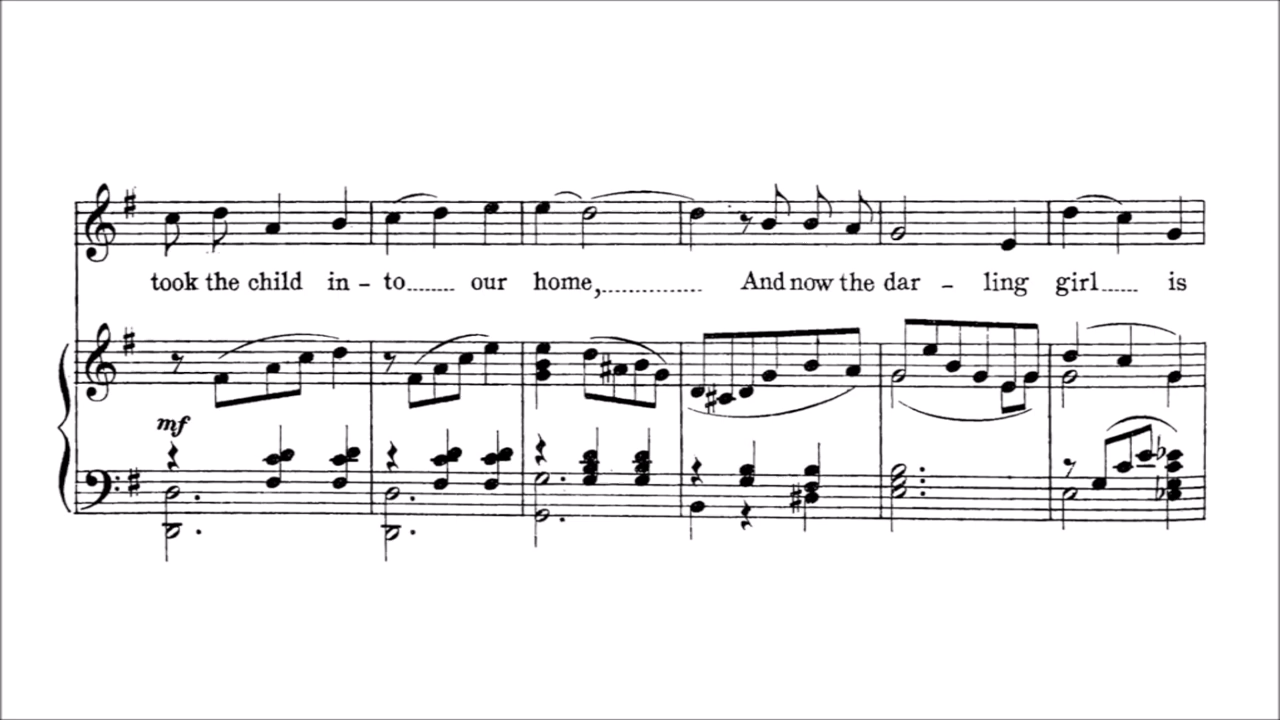 took the child in - to....... our home,............... And now the dar - ling girl...... is
mf